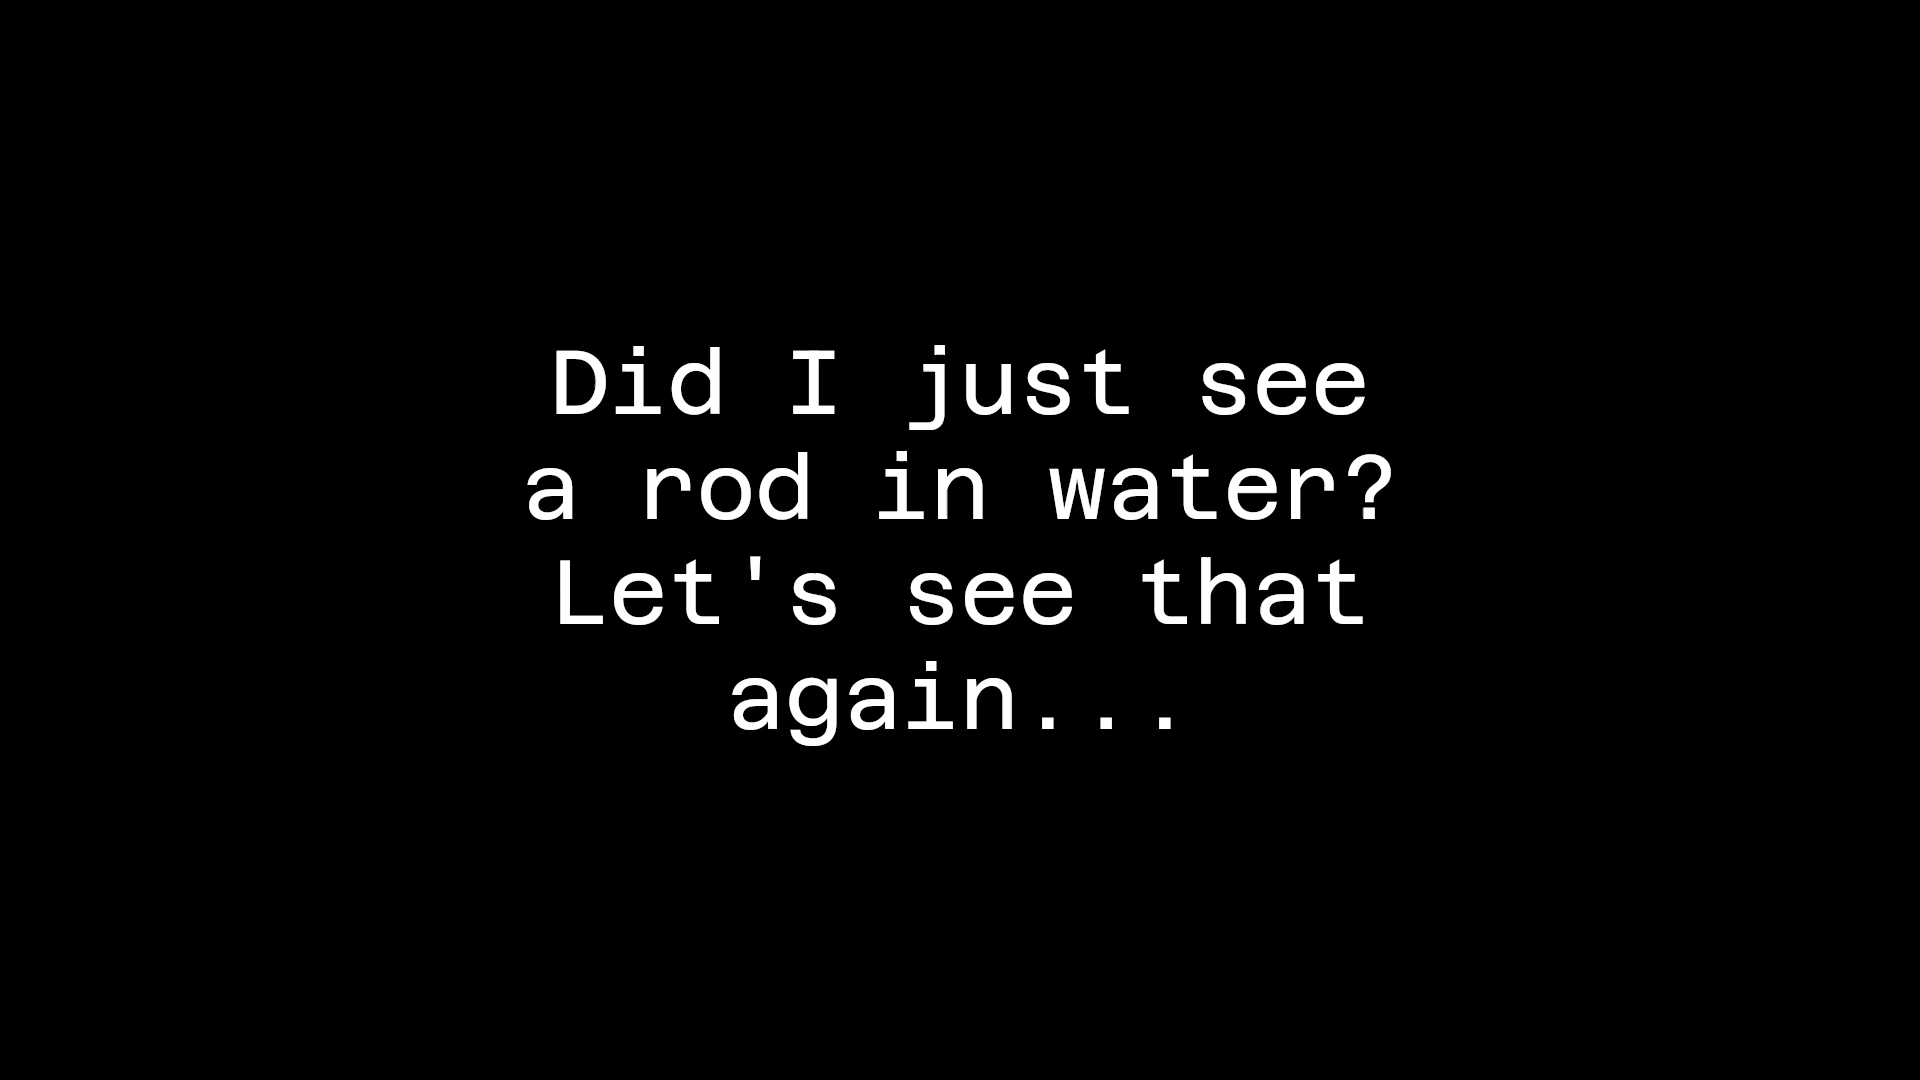 Did I just see
a rod in water?
Let's see that
again...